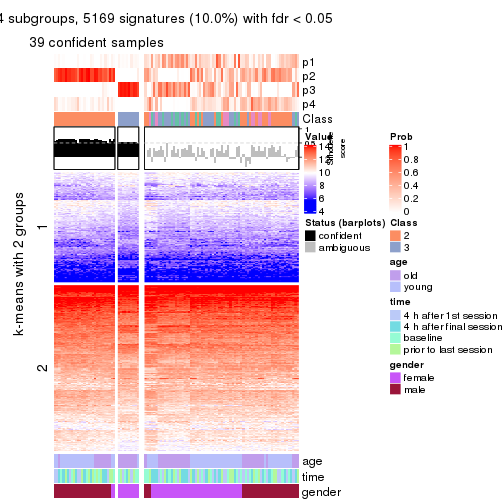 4 subgroups, 5169 signatures (10.0%) with fdr < 0.05
39 confident samples
p1
p2
p3
p4
Class
1
2
k-means with 2 groups
age
time
gender
Value
14
12
10
8
6
4
Silhouette
score
Status (barplots)
confident
ambiguous
Prob
1
0.8
0.6
0.4
0.2
0
Class
2
3
age
old
young
time
4 h after 1st session
4 h after final session
baseline
prior to last session
gender
female
male